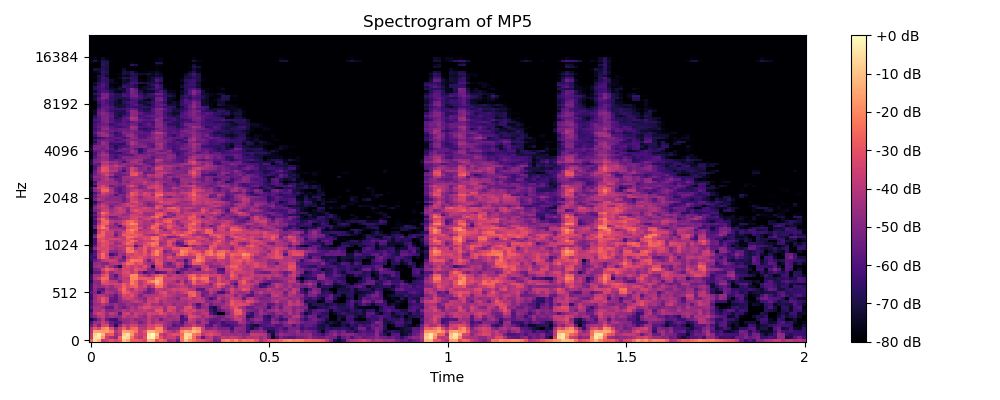 Spectrogram of MP5
Hz
16384
8192
4096
2048
1024
512
0
0
0.5
1
1.5
2
Time
+0 dB
-10 dB
-20 dB
-30 dB
-40 dB
-50 dB
-60 dB
-70 dB
-80 dB